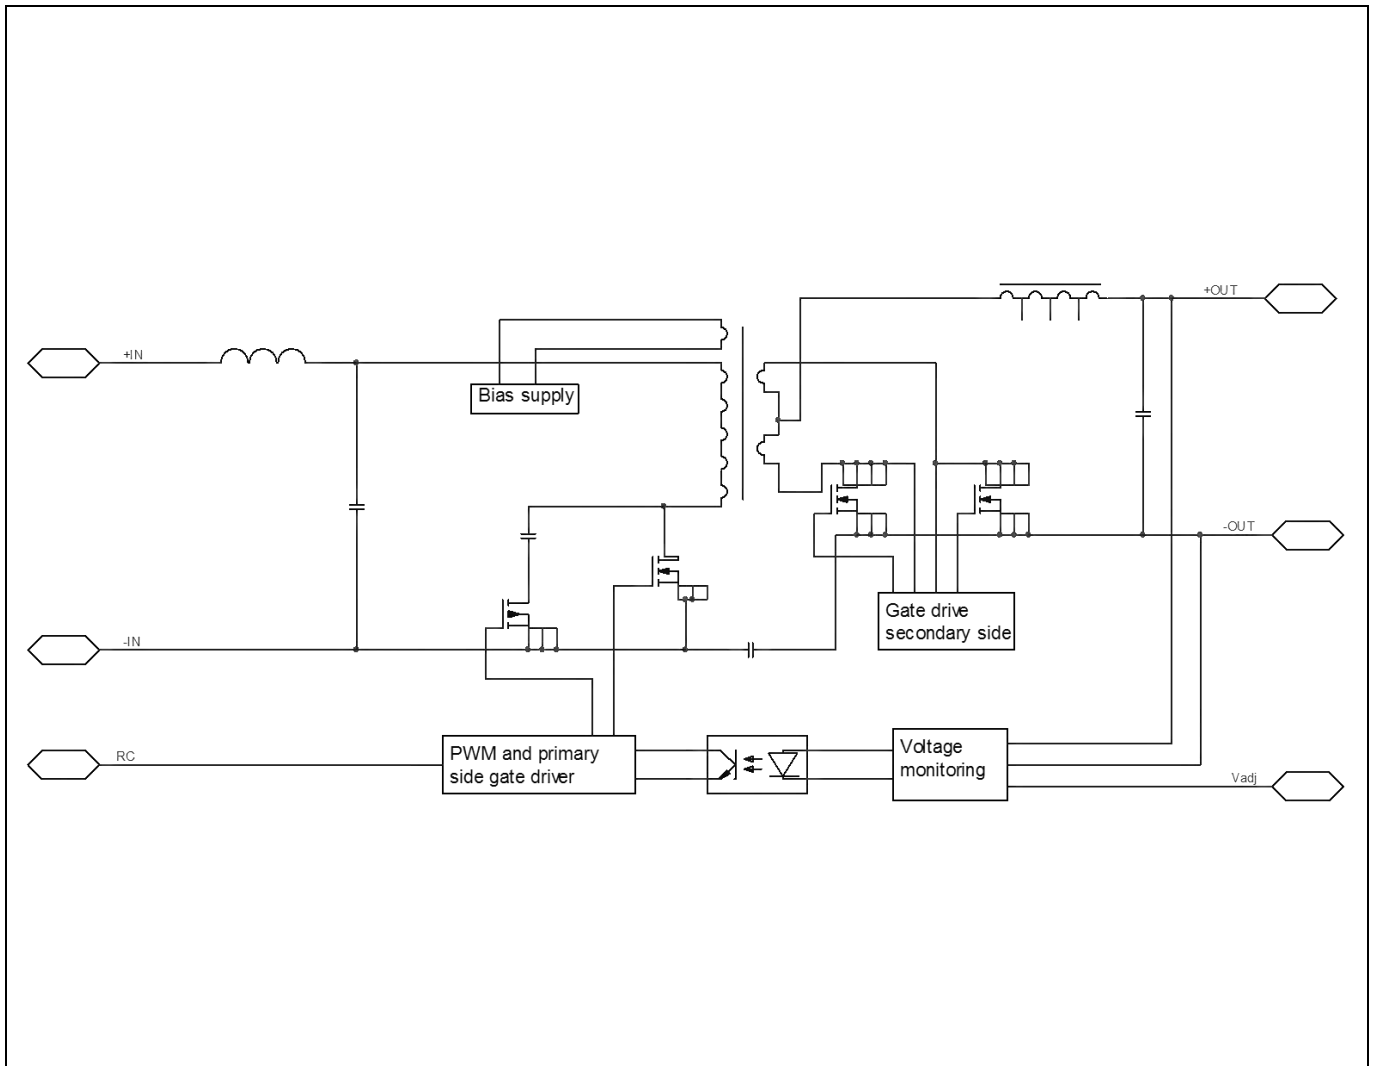 +OUT
+IN
Bias supply
-OUT
Gate drive
secondary side
-IN
PWM and primary
side gate driver
Voltage
monitoring
RC
Vadj